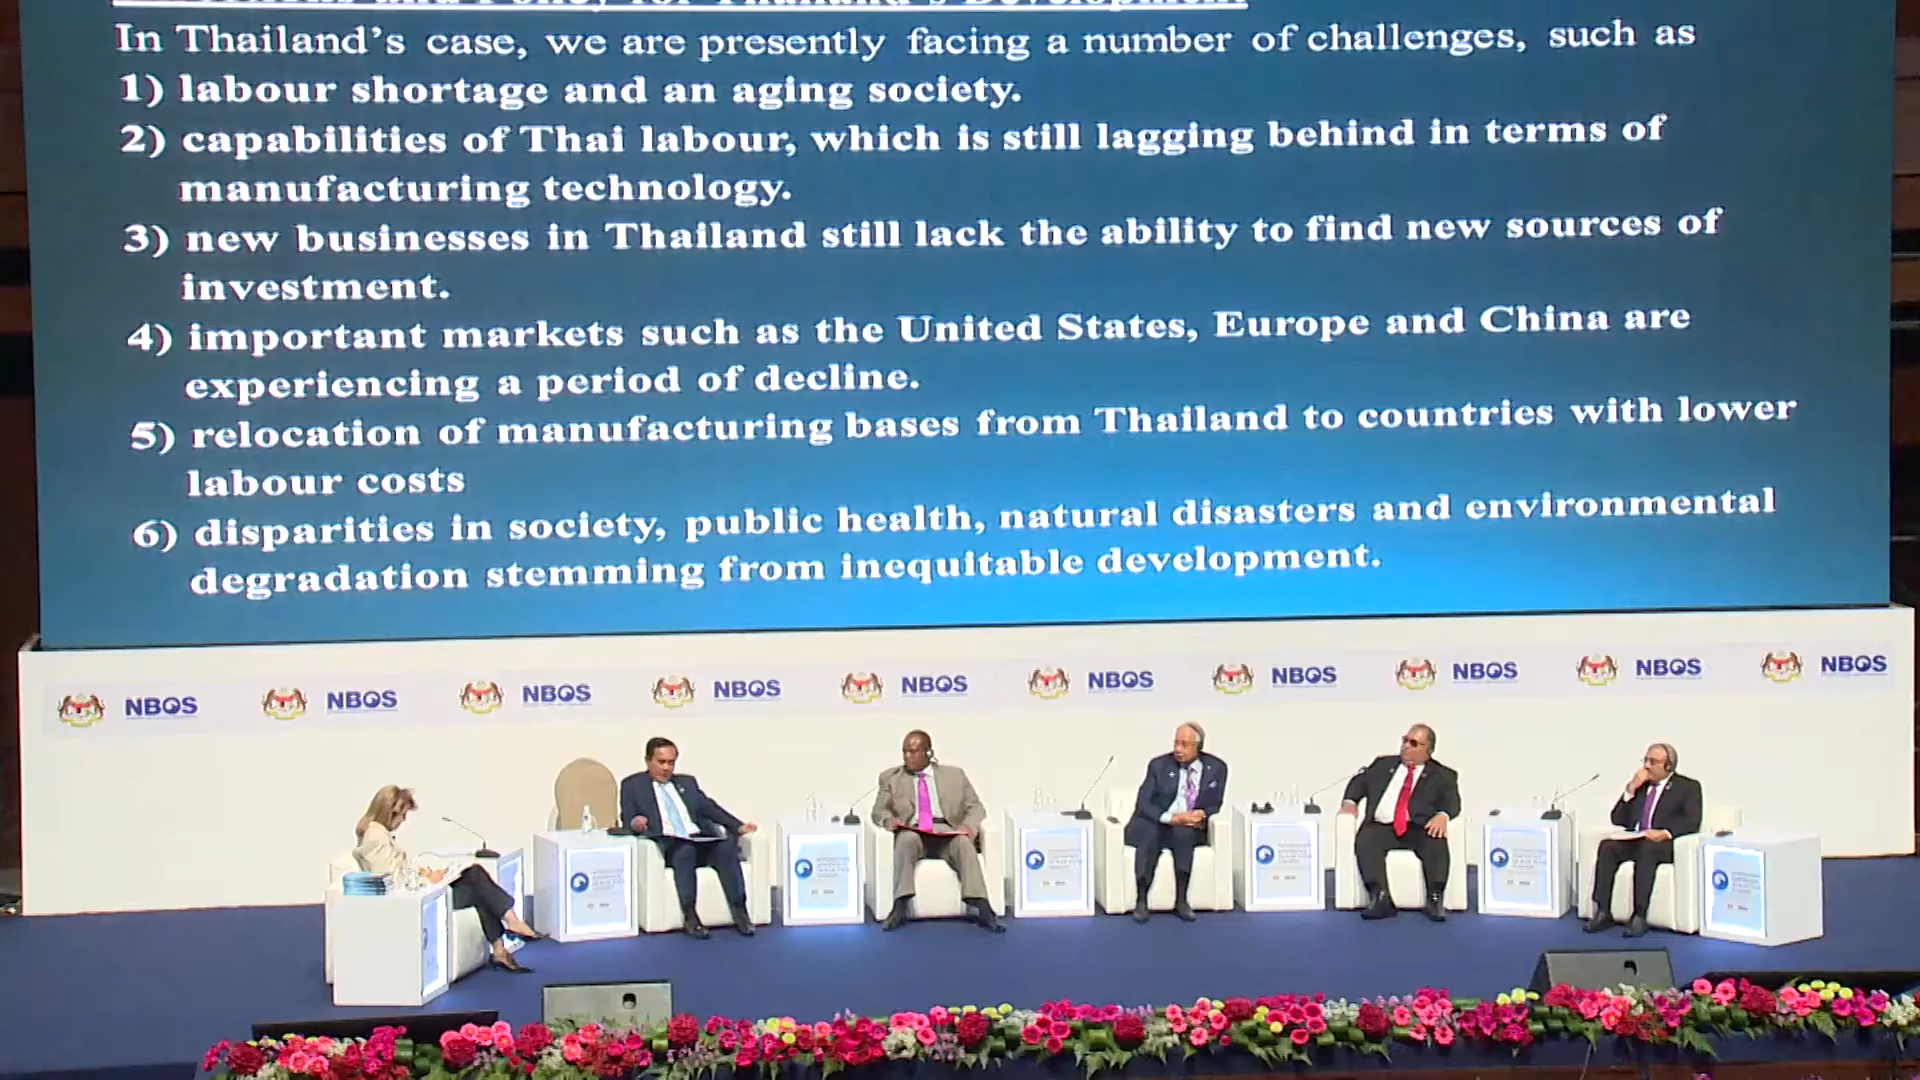 and Policy for Thailand's Development
In Thailand's case, we are presently facing a number of challenges, such as
1) labour shortage and an aging society.
2) capabilities of Thai labour, which is still lagging behind in terms of
manufacturing technology.
3) new businesses in Thailand still lack the ability to find new sources of
investment.
4) important markets such as the United States, Europe and China are
experiencing a period of decline.
5) relocation of manufacturing bases from Thailand to countries with lower
labour costs
6) disparities in society, public health, natural disasters and environmental
degradation stemming from inequitable development.
NBOS NBOS NBOS NBOS NBOS NBOS NBOS NBOS NBOS NBOS